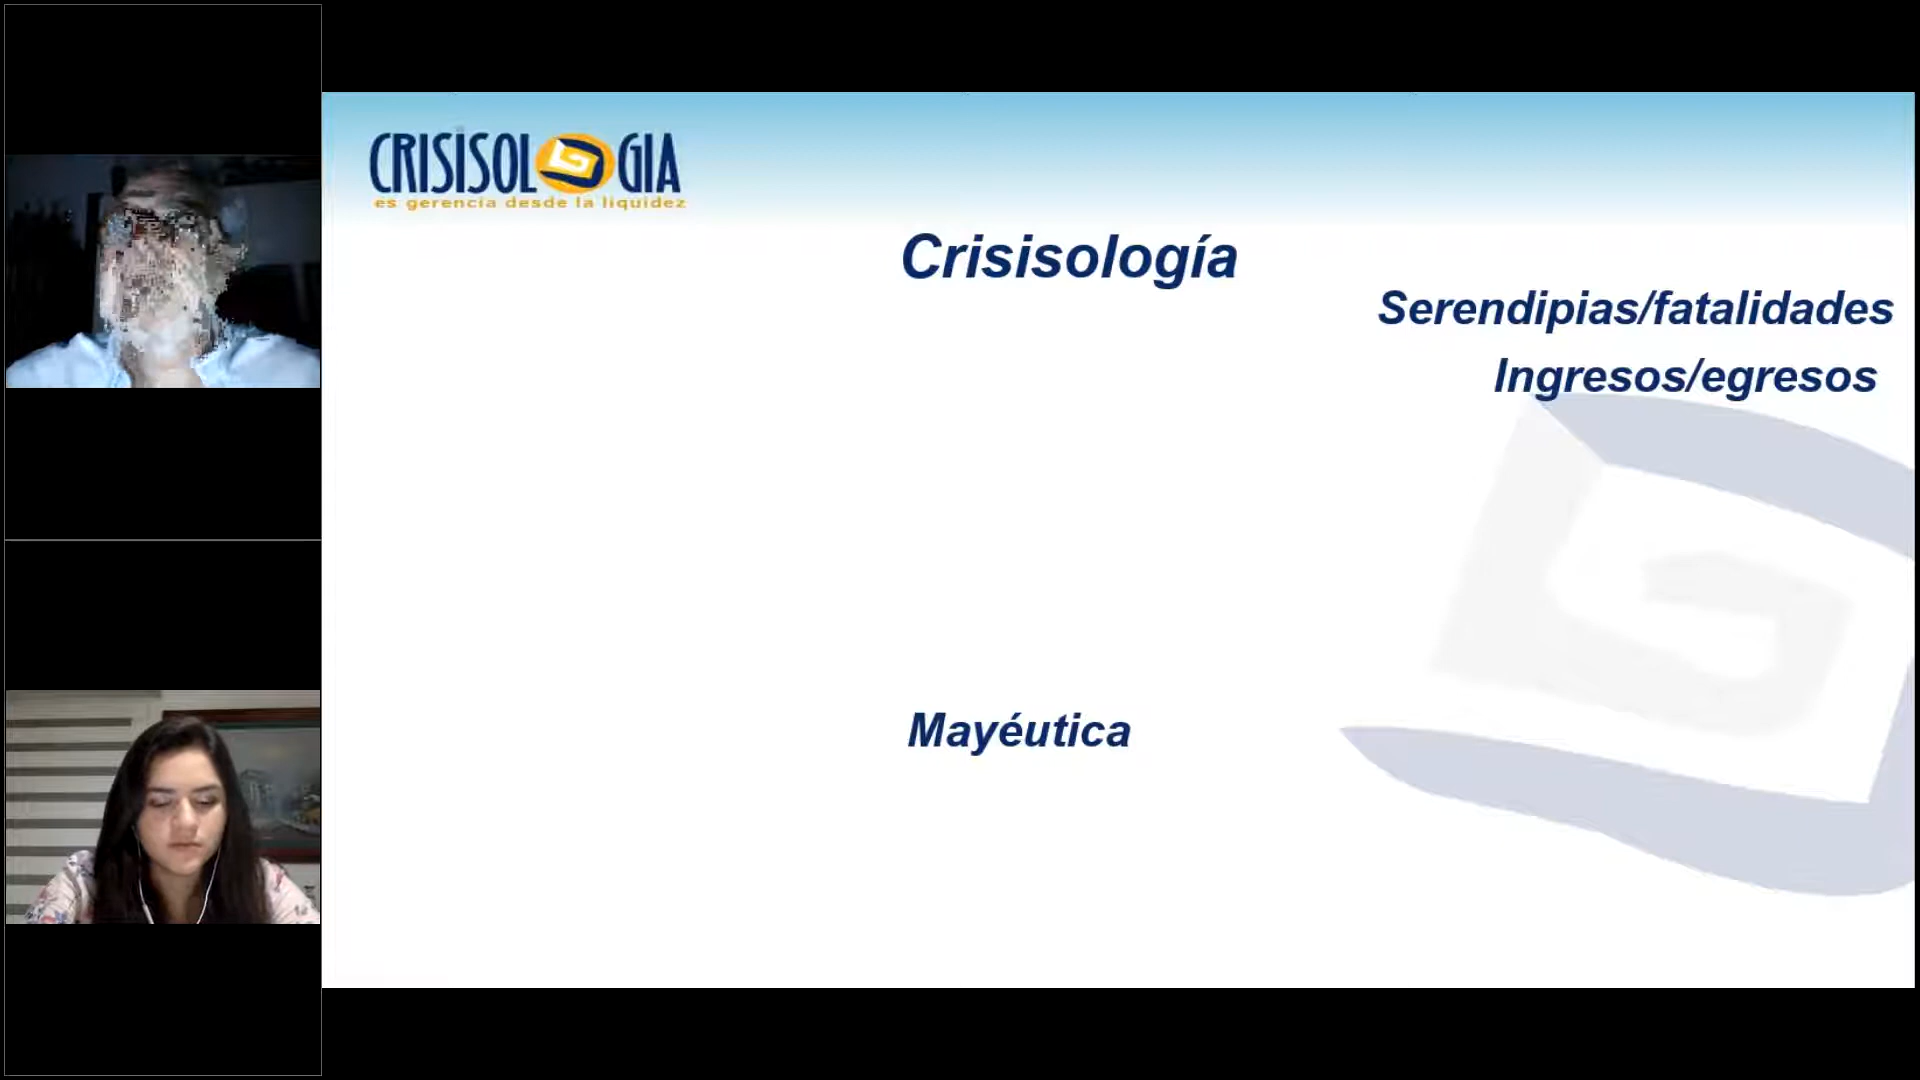 CRISISOLOGIA
es gerencia desde la liquidez
Crisisología
Serendipias/fatalidades
Ingresos/egresos
Mayéutica